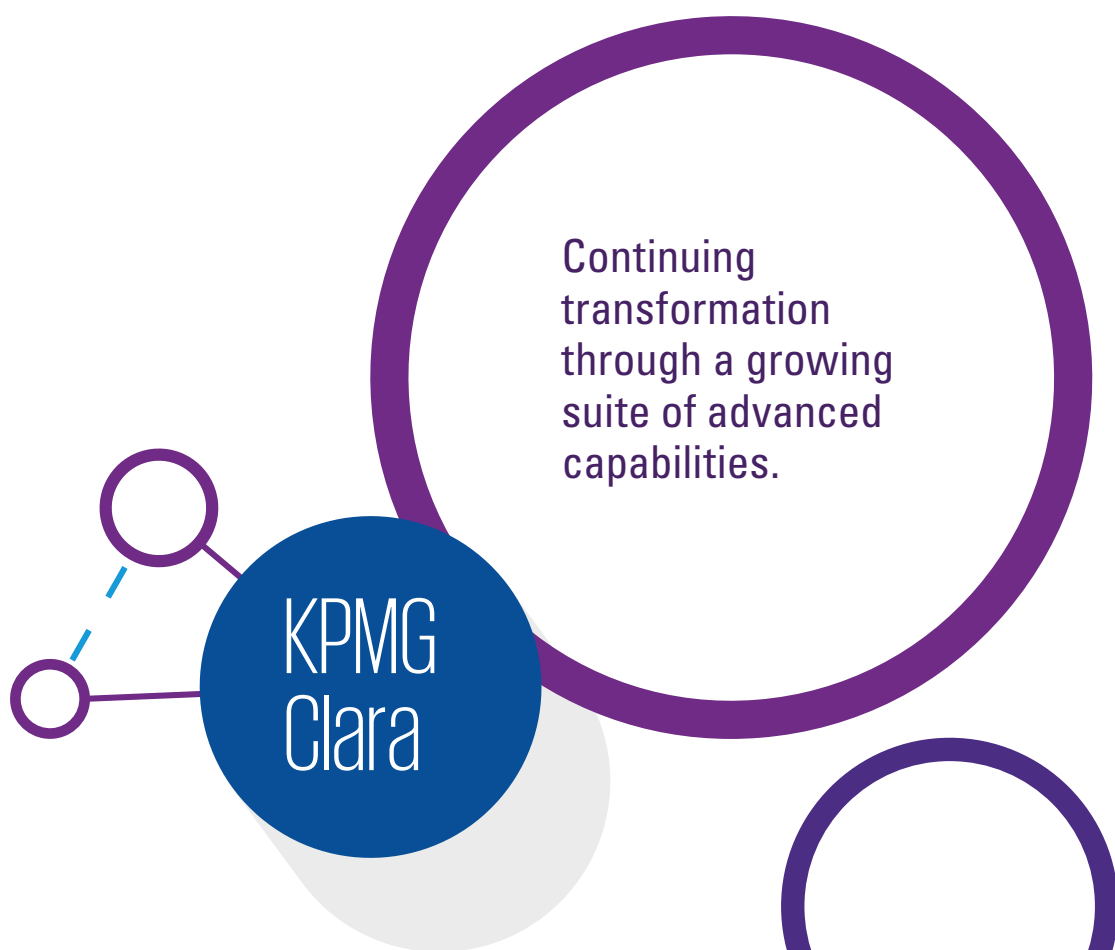 Continuing
transformation
through a growing
suite of advanced
capabilities.
KPMG
Clara